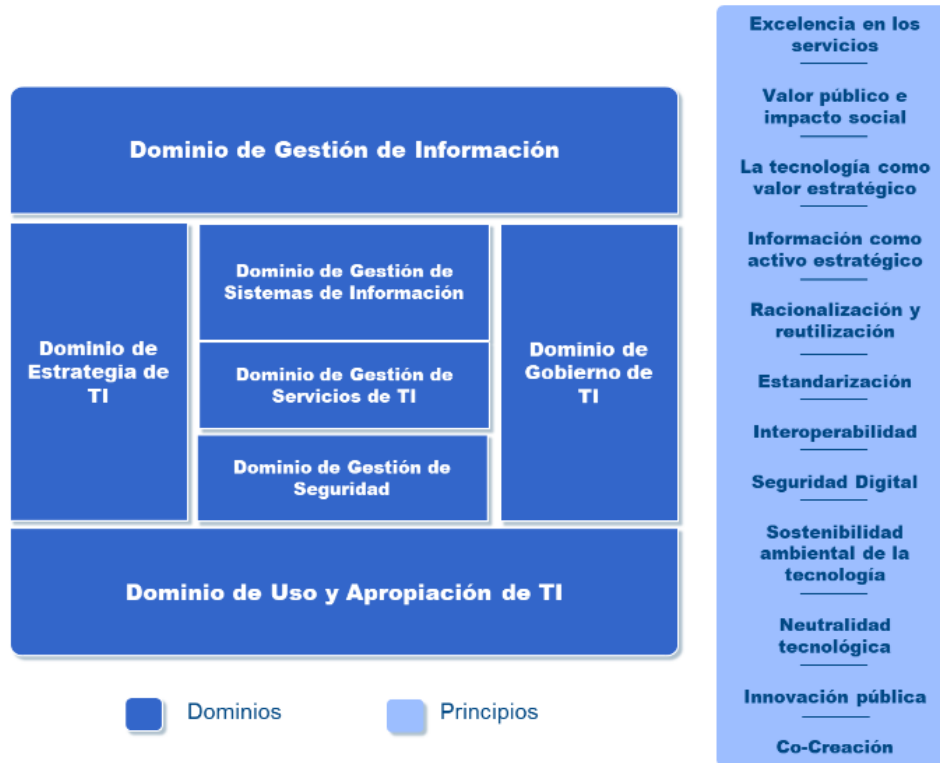 Dominio de Gestión de Información
Dominio de
Estrategia de
TI
Dominio de Gestión de
Sistemas de Información
Dominio de Gestión de
Servicios de TI
Dominio de Gestión de
Seguridad
Dominio de
Gobierno de
TI
Dominio de Uso y Apropiación de TI
Dominios
Principios
Excelencia en los
servicios
Valor público e
impacto social
La tecnología como
valor estratégico
Información como
activo estratégico
Racionalización y
reutilización
Estandarización
Interoperabilidad
Seguridad Digital
Sostenibilidad
ambiental de la
tecnología
Neutralidad
tecnológica
Innovación pública
Co-Creación